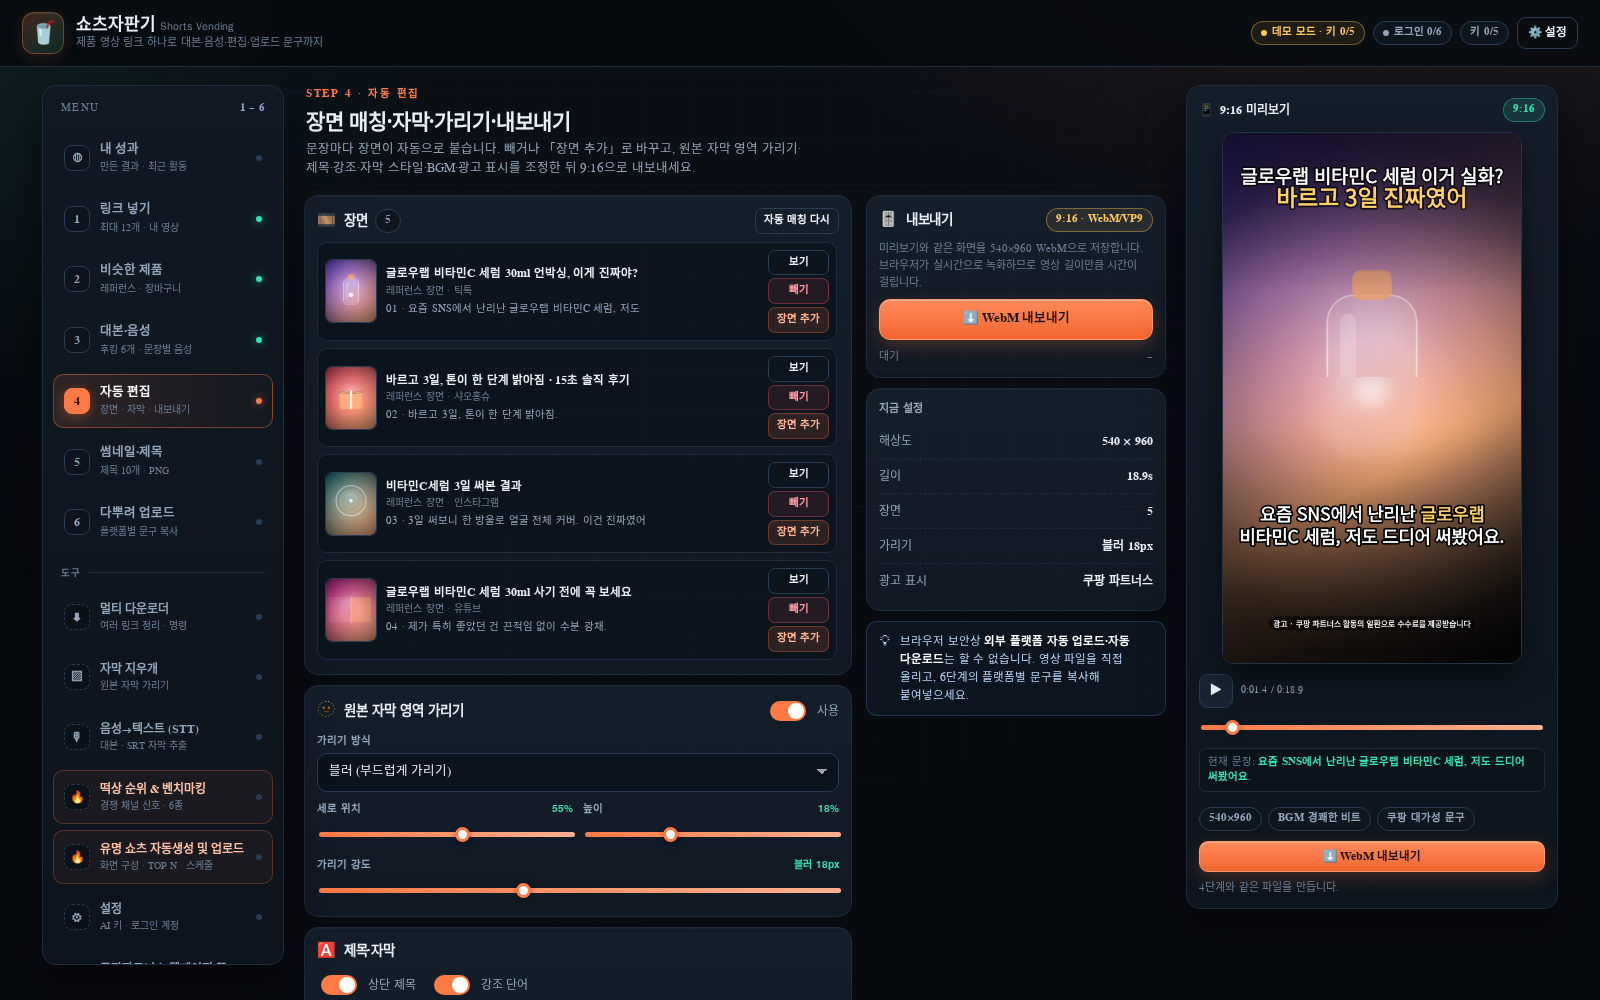 쇼츠자판기 Shorts Vending
제품 영상 링크 하나로 대본·음성·편집·업로드 문구까지
데모 모드 · 키 0/5
로그인 0/6
키 0/5
설정
MENU
1 – 6
내 성과
만든 결과 · 최근 활동
1
링크 넣기
최대 12개 · 내 영상
2
비슷한 제품
레퍼런스 · 장바구니
3
대본·음성
후킹 6개 · 문장별 음성
4
자동 편집
장면 · 자막 · 내보내기
5
썸네일·제목
제목 10개 · PNG
6
다뿌려 업로드
플랫폼별 문구 복사
도구
멀티 다운로더
여러 링크 정리 · 명령
자막 지우개
원본 자막 가리기
음성→텍스트 (STT)
대본 · SRT 자막 추출
떡상 순위 & 벤치마킹
경쟁 채널 신호 · 6종
유명 쇼츠 자동생성 및 업로드
화면 구성 · TOP N · 스케줄
설정
AI 키 · 로그인 계정
STEP 4 · 자동 편집
장면 매칭·자막·가리기·내보내기
문장마다 장면이 자동으로 붙습니다. 빼거나 「장면 추가」로 바꾸고, 원본 자막 영역 가리기·
제목·강조·자막 스타일·BGM·광고 표시를 조정한 뒤 9:16으로 내보내세요.
장면 5
자동 매칭 다시
글로우랩 비타민C 세럼 30ml 언박싱, 이게 진짜야?
레퍼런스 장면 · 틱톡
01 · 요즘 SNS에서 난리난 글로우랩 비타민C 세럼, 저도
보기
빼기
장면 추가
바르고 3일, 톤이 한 단계 밝아짐 · 15초 솔직 후기
레퍼런스 장면 · 샤오홍슈
02 · 바르고 3일, 톤이 한 단계 밝아짐.
보기
빼기
장면 추가
비타민C세럼 3일 써본 결과
레퍼런스 장면 · 인스타그램
03 · 3일 써보니 한 방울로 얼굴 전체 커버. 이건 진짜였어
보기
빼기
장면 추가
글로우랩 비타민C 세럼 30ml 사기 전에 꼭 보세요
레퍼런스 장면 · 유튜브
04 · 제가 특히 좋았던 건 끈적임 없이 수분 광채.
보기
빼기
장면 추가
원본 자막 영역 가리기
사용
가리기 방식
블러 (부드럽게 가리기)
세로 위치 55%
높이 18%
가리기 강도 블러 18px
제목·자막
상단 제목
강조 단어
내보내기
9:16 · WebM/VP9
미리보기와 같은 화면을 540×960 WebM으로 저장합니다.
브라우저가 실시간으로 녹화하므로 영상 길이만큼 시간이
걸립니다.
WebM 내보내기
대기 –
지금 설정
해상도 540 × 960
길이 18.9s
장면 5
가리기 블러 18px
광고 표시 쿠팡 파트너스
브라우저 보안상 외부 플랫폼 자동 업로드·자동
다운로드는 할 수 없습니다. 영상 파일을 직접
올리고, 6단계의 플랫폼별 문구를 복사해
붙여넣으세요.
9:16 미리보기
9:16
글로우랩 비타민C 세럼 이거 실화?
바르고 3일 진짜였어
요즘 SNS에서 난리난 글로우랩
비타민C 세럼, 저도 드디어 써봤어요.
광고 · 쿠팡 파트너스 활동의 일환으로 수수료를 제공받습니다
0:01.4 / 0:18.9
현재 문장: 요즘 SNS에서 난리난 글로우랩 비타민C 세럼, 저도 드디어
써봤어요.
540×960
BGM 경쾌한 비트
쿠팡 대가성 문구
WebM 내보내기
4단계와 같은 파일을 만듭니다.